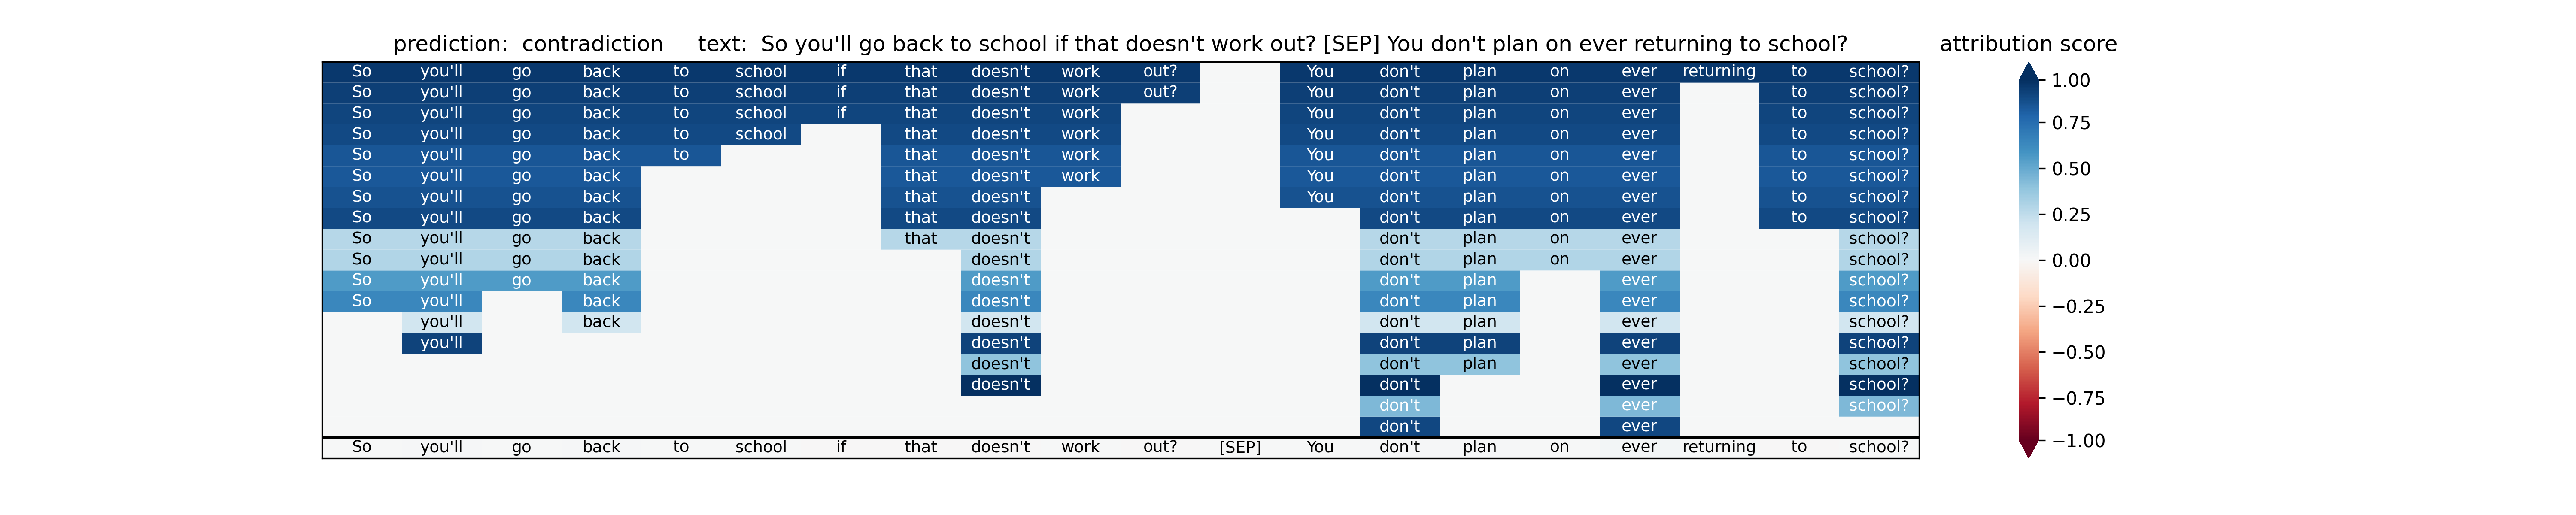 prediction:  contradiction     text:  So you'll go back to school if that doesn't work out? [SEP] You don't plan on ever returning to school?     attribution score
So you'll go back to school if that doesn't work out? You don't plan on ever returning to school?
So you'll go back to school if that doesn't work out? You don't plan on ever to school?
So you'll go back to school if that doesn't work You don't plan on ever to school?
So you'll go back to school that doesn't work You don't plan on ever to school?
So you'll go back to that doesn't work You don't plan on ever to school?
So you'll go back that doesn't work You don't plan on ever to school?
So you'll go back that doesn't You don't plan on ever to school?
So you'll go back that doesn't don't plan on ever to school?
So you'll go back that doesn't don't plan on ever school?
So you'll go back doesn't don't plan on ever school?
So you'll go back doesn't don't plan ever school?
So you'll back doesn't don't plan ever school?
you'll back doesn't don't plan ever school?
you'll doesn't don't plan ever school?
doesn't don't plan ever school?
doesn't don't ever school?
don't ever school?
don't ever
So you'll go back to school if that doesn't work out? [SEP] You don't plan on ever returning to school?
1.00
0.75
0.50
0.25
0.00
−0.25
−0.50
−0.75
−1.00